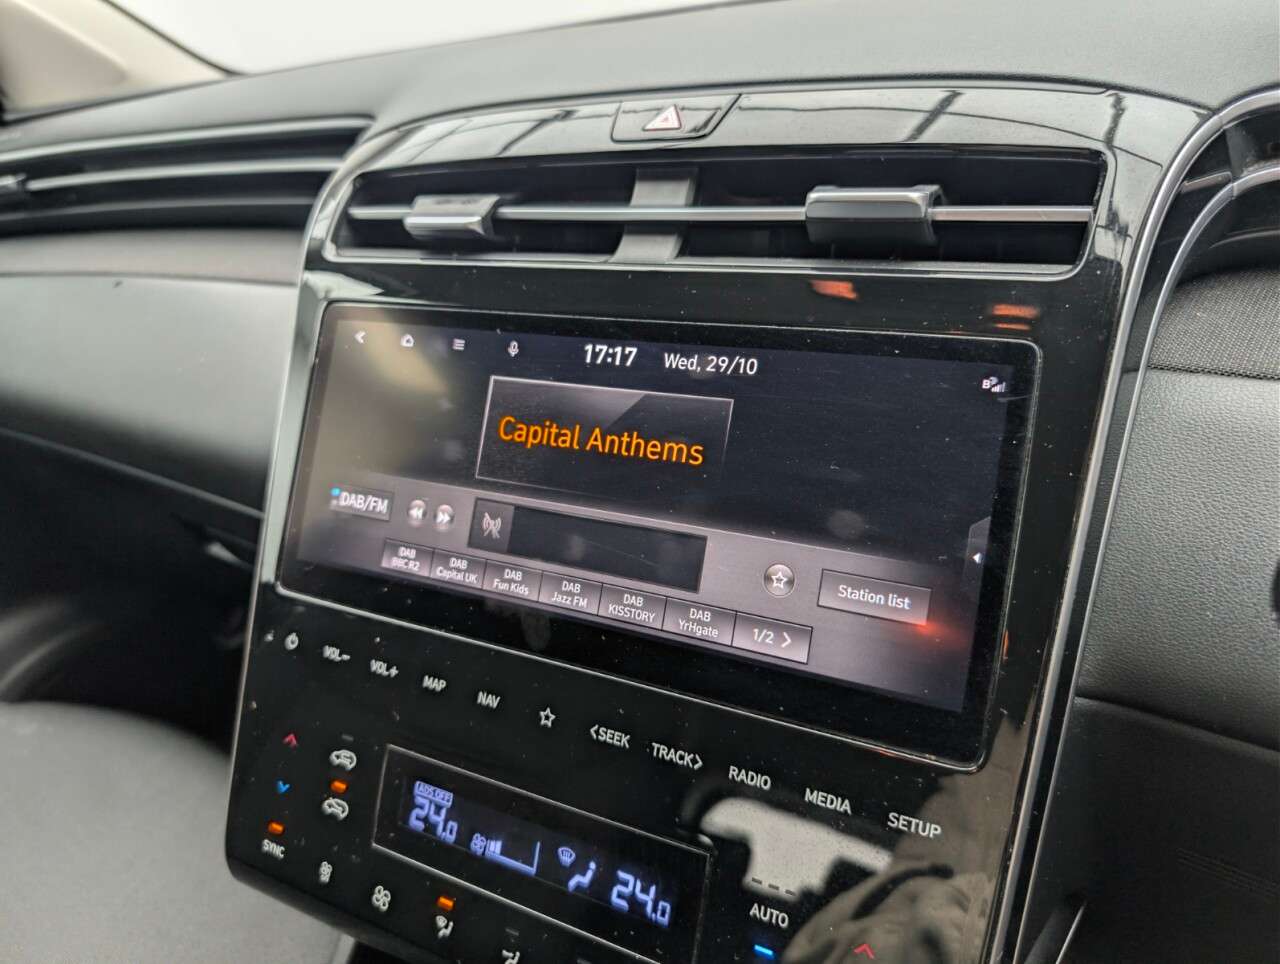 17:17 Wed, 29/10
B
Capital Anthems
DAB/FM
DAB
BBC R2
DAB
Capital UK
DAB
Fun Kids
DAB
Jazz FM
DAB
KISSTORY
DAB
YrHgate
1/2
Station list
VOL-
VOL+
MAP
NAV
<SEEK
TRACK>
RADIO
MEDIA
SETUP
ADS OFF
24.0
24.0
SYNC
AUTO